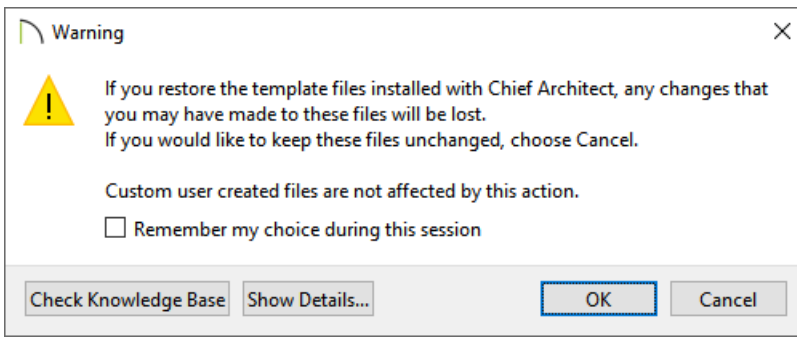 Warning
If you restore the template files installed with Chief Architect, any changes that
you may have made to these files will be lost.
If you would like to keep these files unchanged, choose Cancel.
Custom user created files are not affected by this action.
Remember my choice during this session
Check Knowledge Base Show Details... OK Cancel